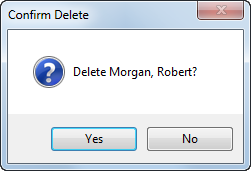 Confirm Delete
Delete Morgan, Robert?
Yes
No